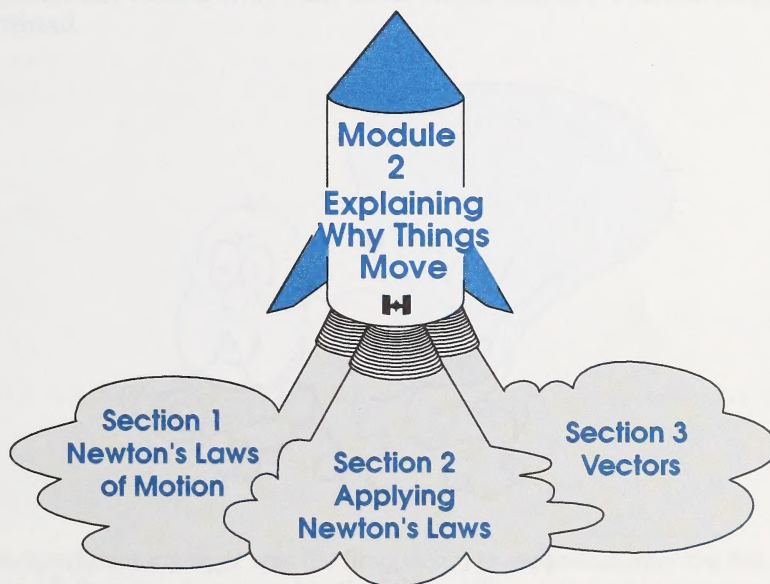 Module
2
Explaining
Why Things
Move
Section 1
Newton's Laws
of Motion
Section 2
Applying
Newton's Laws
Section 3
Vectors